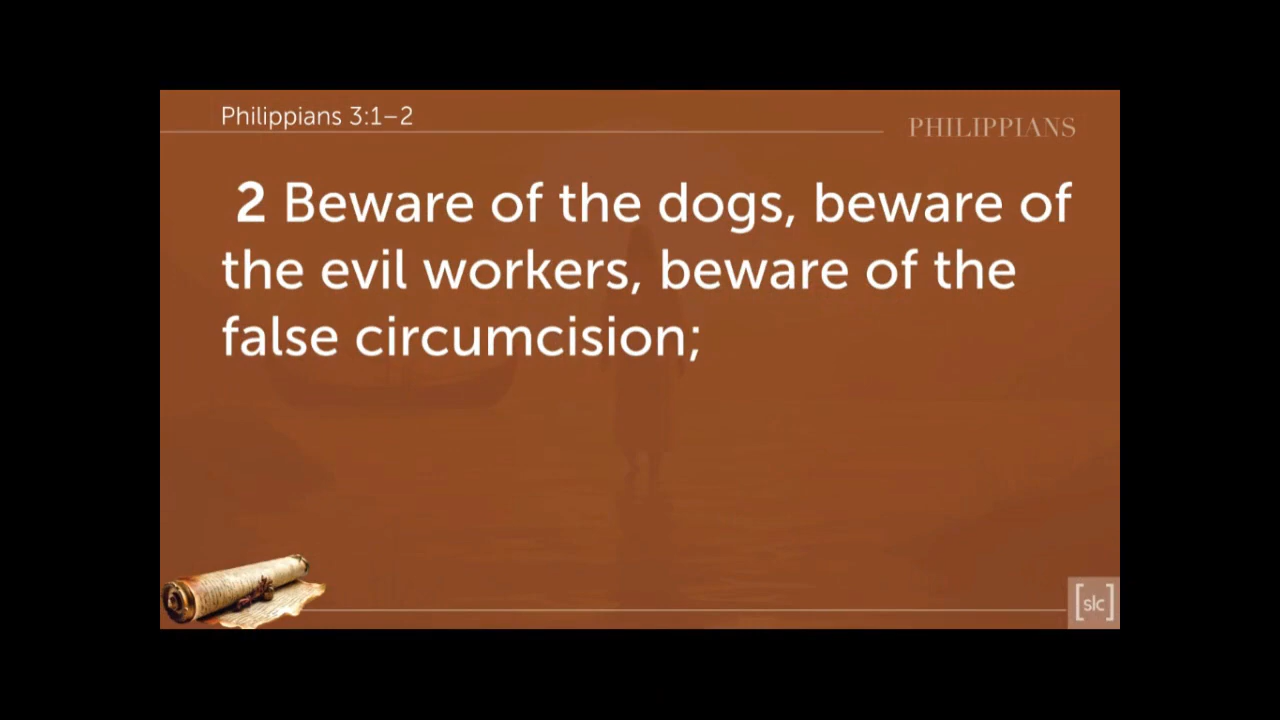 Philippians 3:1–2
PHILIPPIANS
2 Beware of the dogs, beware of
the evil workers, beware of the
false circumcision;
[slc]